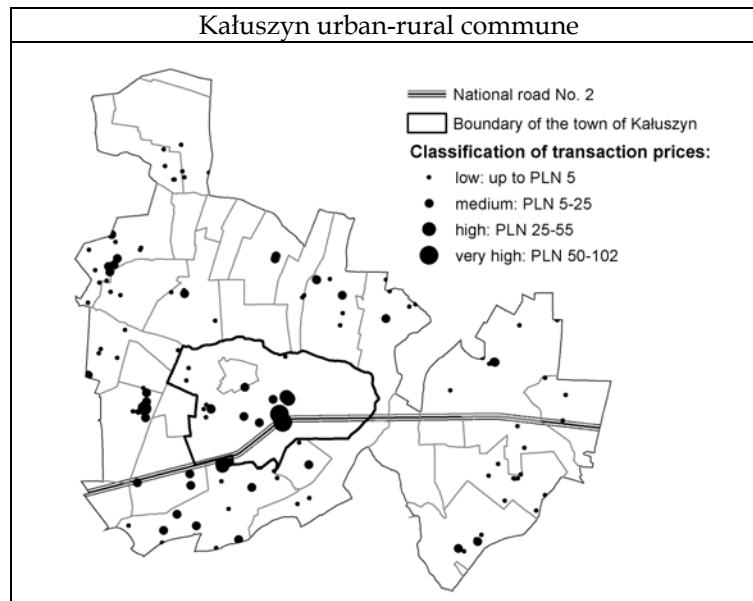 Kałuszyn urban-rural commune
National road No. 2
Boundary of the town of Kałuszyn
Classification of transaction prices:
low: up to PLN 5
medium: PLN 5-25
high: PLN 25-55
very high: PLN 50-102